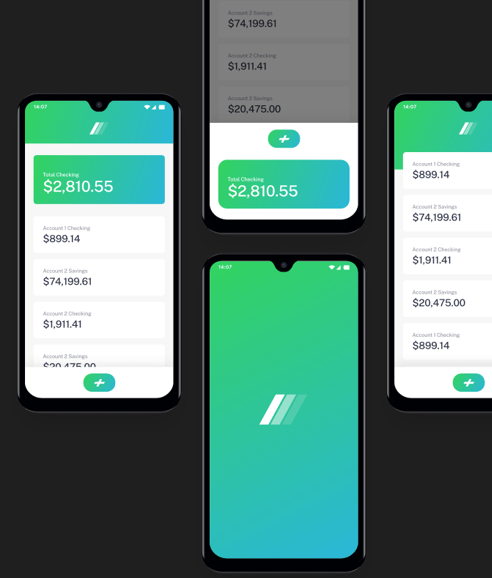 14:07
Total Checking
$2,810.55
Account 1 Checking
$899.14
Account 2 Savings
$74,199.61
Account 2 Checking
$1,911.41
Account 2 Savings
$20,475.00
Account 2 Savings
$74,199.61
Account 2 Checking
$1,911.41
Account 2 Savings
$20,475.00
Total Checking
$2,810.55
14:07
14:07
Account 1 Checking
$899.14
Account 2 Savings
$74,199.61
Account 2 Checking
$1,911.41
Account 2 Savings
$20,475.00
Account 1 Checking
$899.14